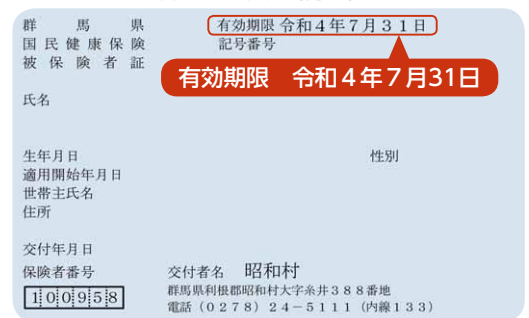 群馬県 有効期限 令和4年7月31日
国民健康保険 記号番号
被保険者証
有効期限 令和4年7月31日
氏名
生年月日 性別
適用開始年月日
世帯主氏名
住所
交付年月日
保険者番号 交付者名 昭和村
群馬県利根郡昭和村大字糸井388番地
100958
電話(0278)24-5111(内線133)